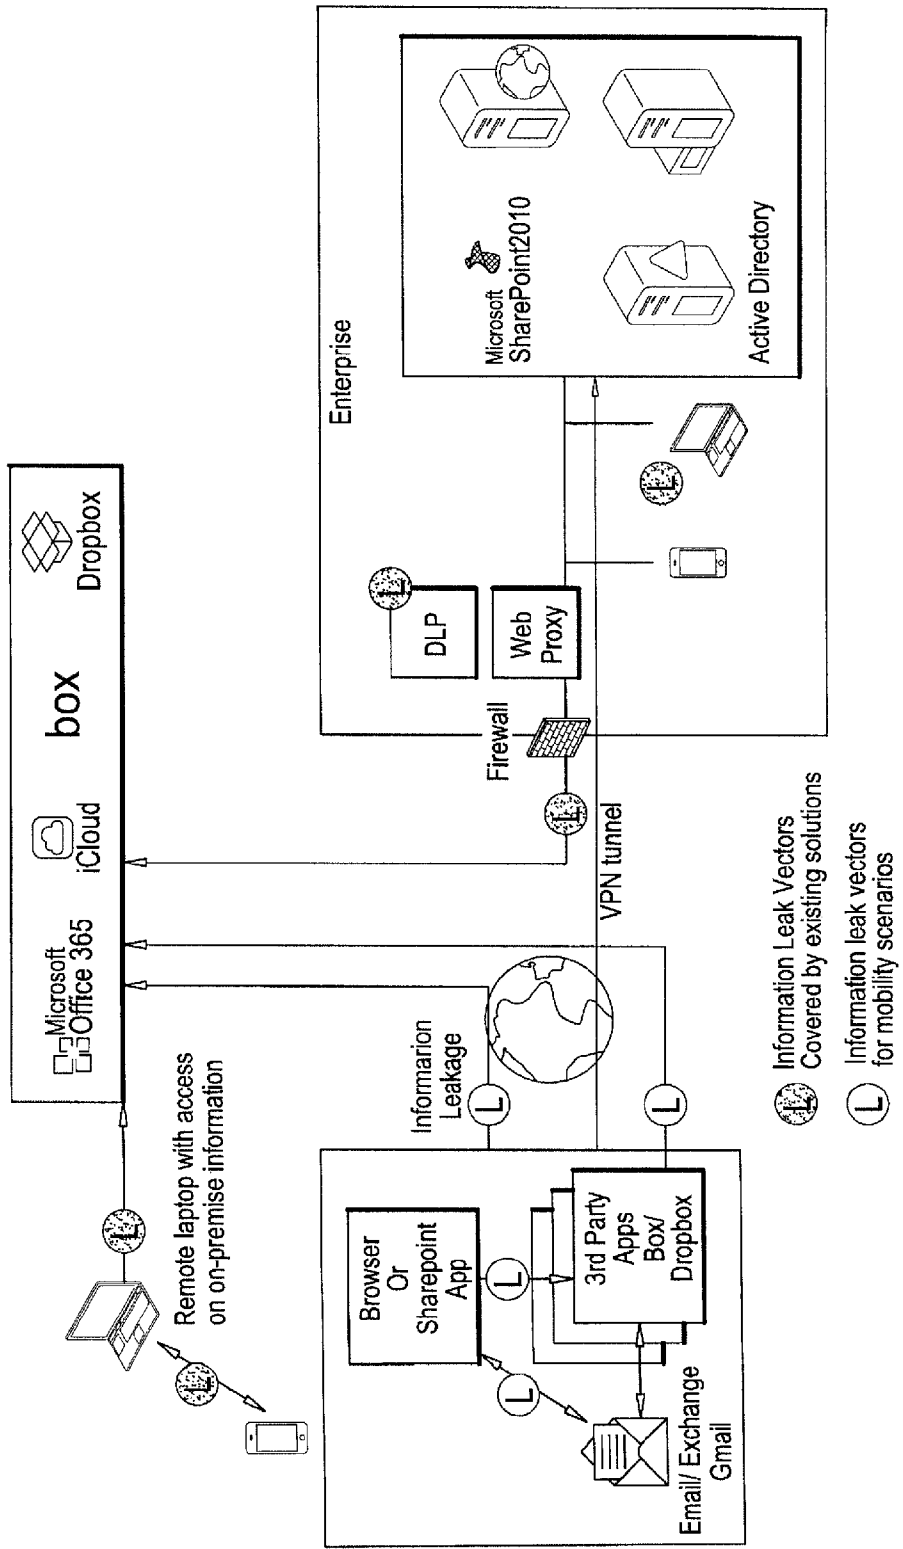 Microsoft
Office 365
iCloud
box
Dropbox
Remote laptop with access
on on-premise information
L
L
Informarion
Leakage
L
L
Browser
Or
Sharepoint
App
L
L
3rd Party
Apps
Box/
Dropbox
Email/ Exchange
Gmail
VPN tunnel
L
Firewall
Enterprise
DLP
L
Web
Proxy
L
Microsoft
SharePoint2010
Active Directory
L
Information Leak Vectors
Covered by existing solutions
L
Information leak vectors
for mobility scenarios